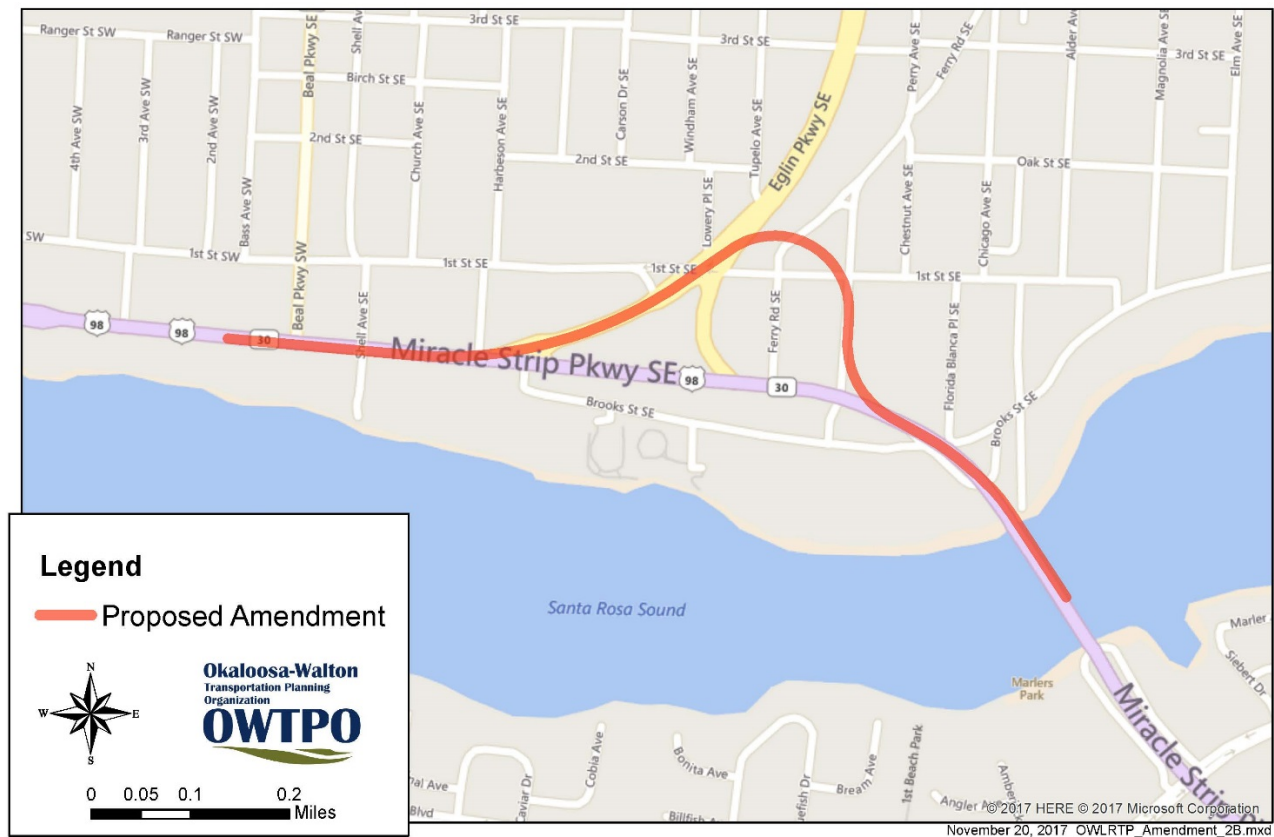 3rd St SE
Ranger St SW
Ranger St SW
Beal Pkwy SE
Shell Av
3rd St SE
3rd St SE
Perry Ave SE
Ferry Rd SE
Alder Av
Magnolia Ave SE
Elm Ave SE
4th Ave SW
3rd Ave SW
2nd Ave SW
Birch St SE
Church Ave SE
Harbeson Ave SE
Carson Dr SE
Windham Ave SE
Tupelo Ave SE
2nd St SE
2nd St SE
Eglin Pkwy SE
Oak St SE
Bass Ave SW
Lowery Pl SE
Chestnut Ave SE
Chicago Ave SE
SW
1st St SW
Beal Pkwy SW
1st St SE
1st St SE
1st St SE
Shell Ave SE
Ferry Rd SE
Florida Blanca Pl SE
98
98
30
Miracle Strip Pkwy SE
98
30
Brooks St SE
Brooks St SE
Santa Rosa Sound
Marlers
Park
Marler
Siebert Dr
Miracle Strip P
nal Ave
Blvd
Caviar Dr
Cobia Ave
Bonita Ave
Billfish A
uefish Dr
Bream Ave
1st Beach Park
Angler Ave
Amberj
Legend
Proposed Amendment
N
W
E
S
Okaloosa-Walton
Transportation Planning
Organization
OWTPO
0 0.05 0.1 0.2
Miles
© 2017 HERE © 2017 Microsoft Corporation
November 20, 2017 OWLRTP_Amendment_2B.mxd